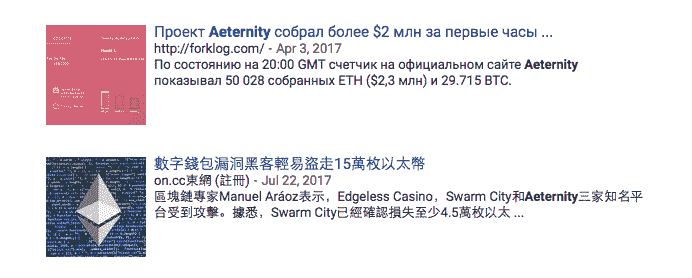 Проект Aeternity собрал более $2 млн за первые часы ...
http://forklog.com/ - Apr 3, 2017
По состоянию на 20:00 GMT счетчик на официальном сайте Aeternity
показывал 50 028 собранных ETH ($2,3 млн) и 29.715 BTC.
數字錢包漏洞黑客輕易盜走15萬枚以太幣
on.cc東網 (註冊) - Jul 22, 2017
區塊鏈專家Manuel Aráoz表示，Edgeless Casino，Swarm City和Aeternity三家知名平
台受到攻擊。據悉，Swarm City已經確認損失至少4.5萬枚以太 ...